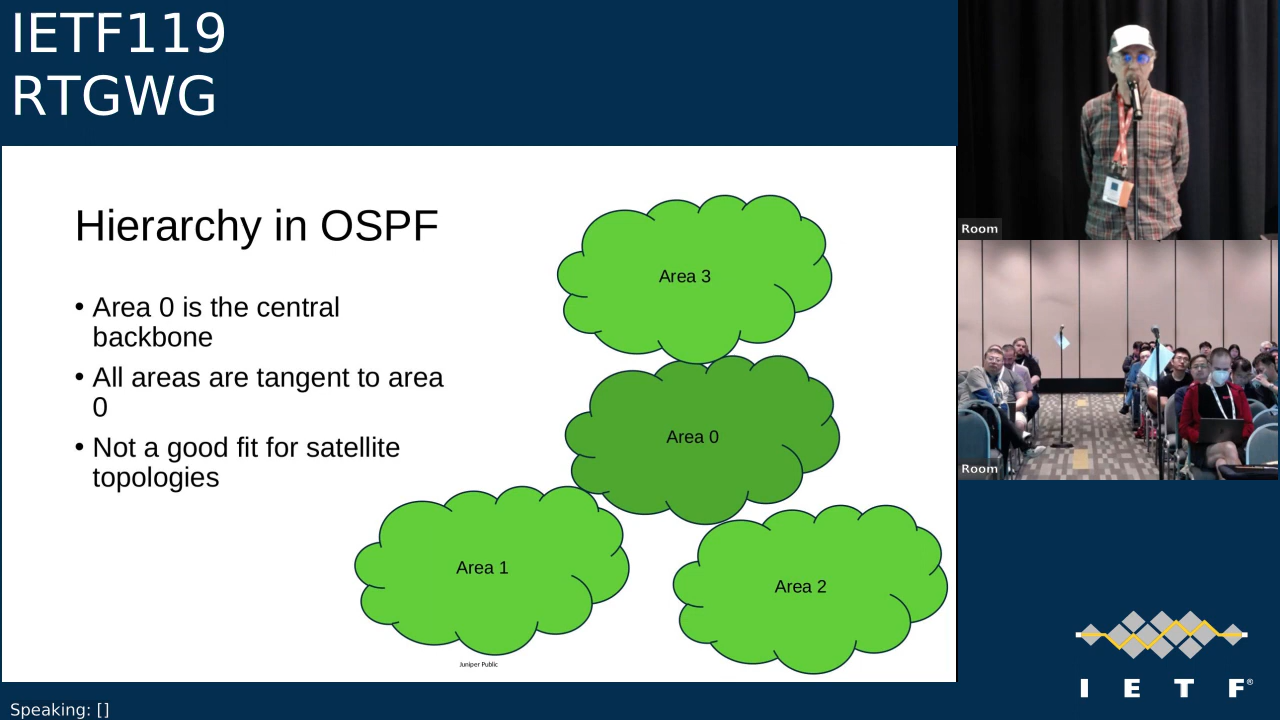 IETF119
RTGWG
Hierarchy in OSPF
• Area 0 is the central
backbone
• All areas are tangent to area
0
• Not a good fit for satellite
topologies
Area 3
Area 0
Area 1
Area 2
Juniper Public
Room
Room
I E T F®
Speaking: []